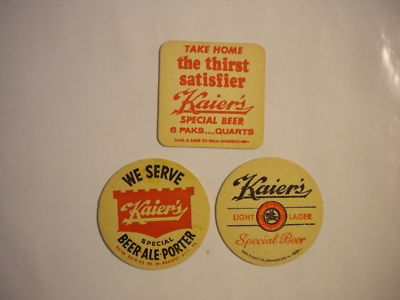 TAKE HOME
the thirst
satisfier
Kaier's
SPECIAL BEER
6 PAKS....QUARTS
WE SERVE
Kaier's
SPECIAL
BEER·ALE·PORTER
Kaier's
LIGHT LAGER
Special Beer